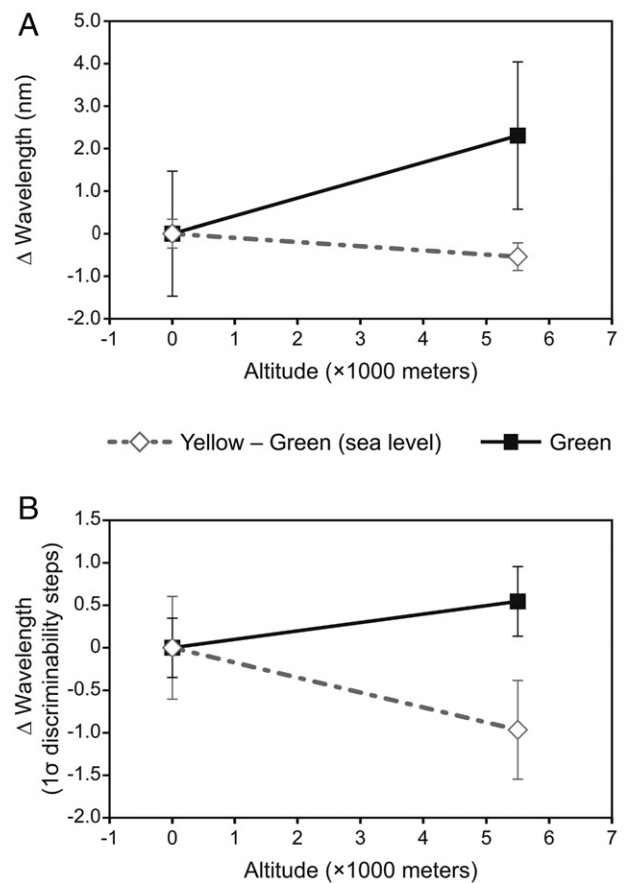 A
5.0
4.0
3.0
2.0
1.0
0
-1.0
-2.0
Δ Wavelength (nm)
-1 0 1 2 3 4 5 6 7
Altitude (×1000 meters)
Yellow – Green (sea level) Green
B
1.5
1.0
0.5
0
-0.5
-1.0
-1.5
-2.0
Δ Wavelength
(1σ discriminability steps)
-1 0 1 2 3 4 5 6 7
Altitude (×1000 meters)